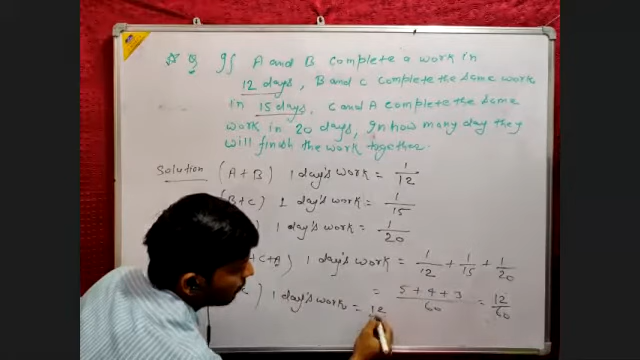 Q If A and B complete a work in
12 days, B and C complete the same work
in 15 days, C and A complete the same
work in 20 days, In how many day they
will finish the work together.
Solution (A+B) 1 day's work = 1/12
B+C) 1 day's work = 1/15
) 1 day's work = 1/20
+C+A) 1 day's work = 1/12 + 1/15 + 1/20
= 5+4+3/60 = 12/60
) 1 day's work = 12